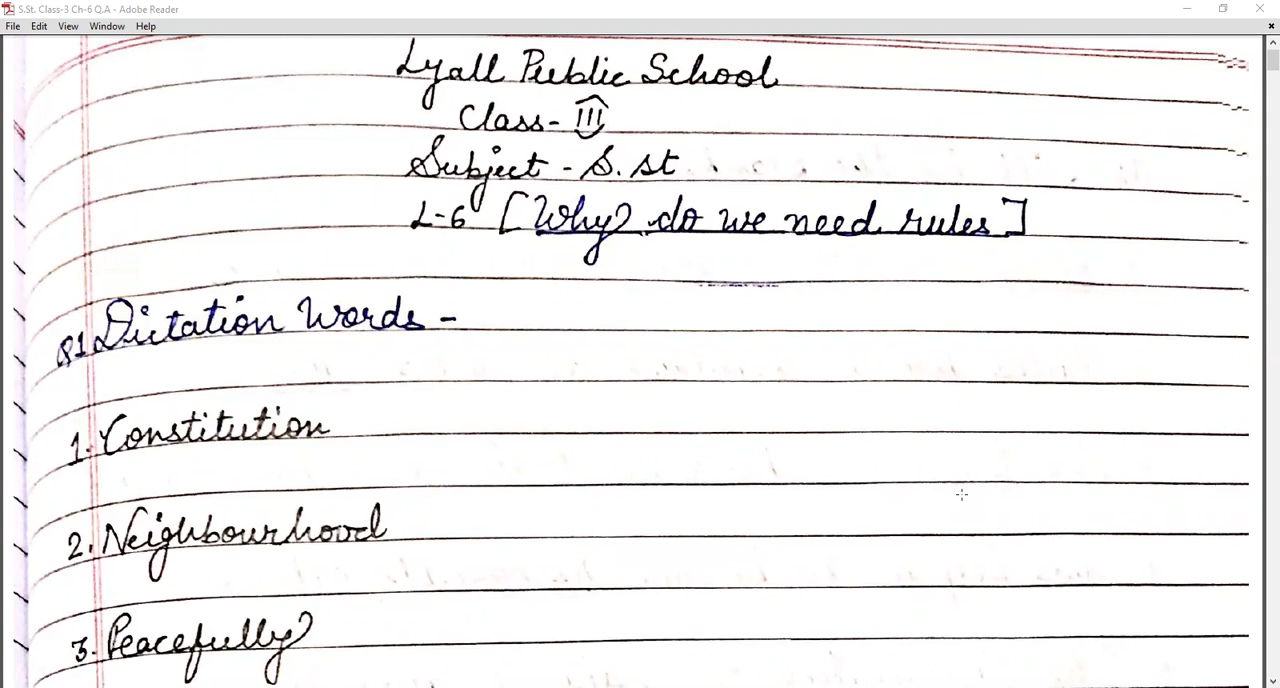 S.St. Class-3 Ch-6 Q.A - Adobe Reader
File Edit View Window Help
Lyall Public School
Class- III
Subject - S.st
L-6 [Why do we need rules]
Q1 Dictation Words -
1. Constitution
2. Neighbourhood
3. Peacefully